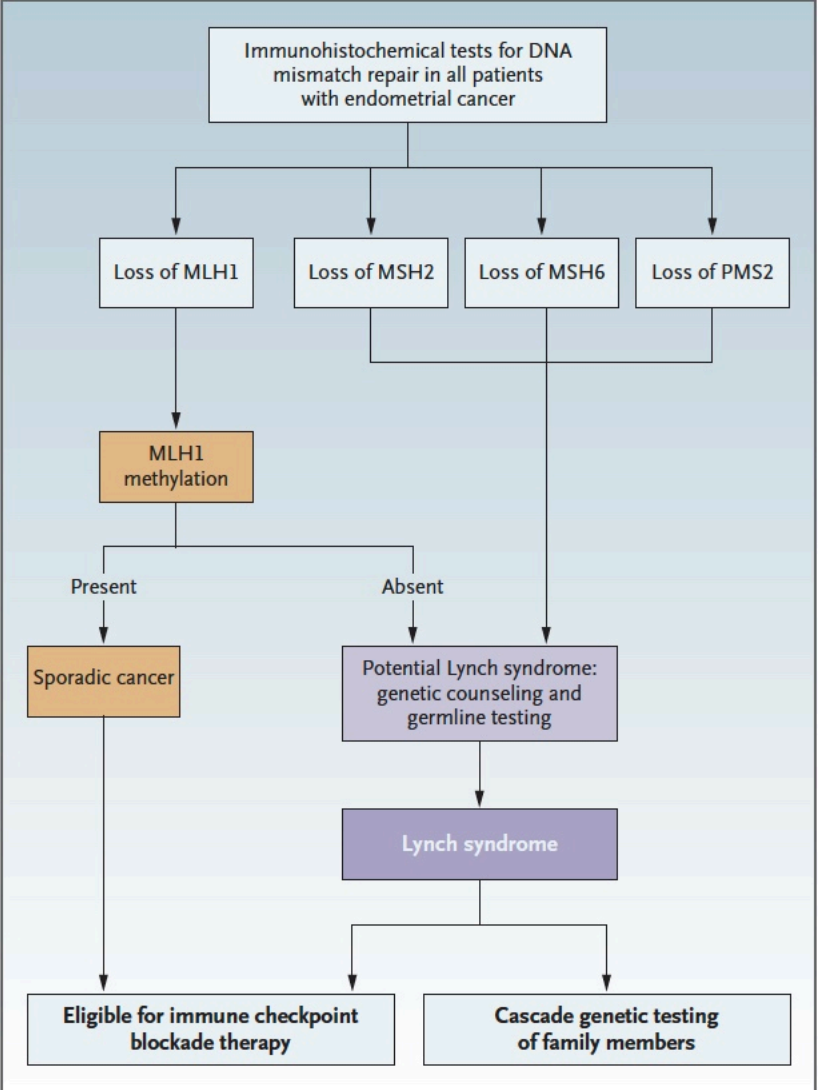 Immunohistochemical tests for DNA
mismatch repair in all patients
with endometrial cancer
Loss of MLH1
Loss of MSH2
Loss of MSH6
Loss of PMS2
MLH1
methylation
Present
Absent
Sporadic cancer
Potential Lynch syndrome:
genetic counseling and
germline testing
Lynch syndrome
Eligible for immune checkpoint
blockade therapy
Cascade genetic testing
of family members